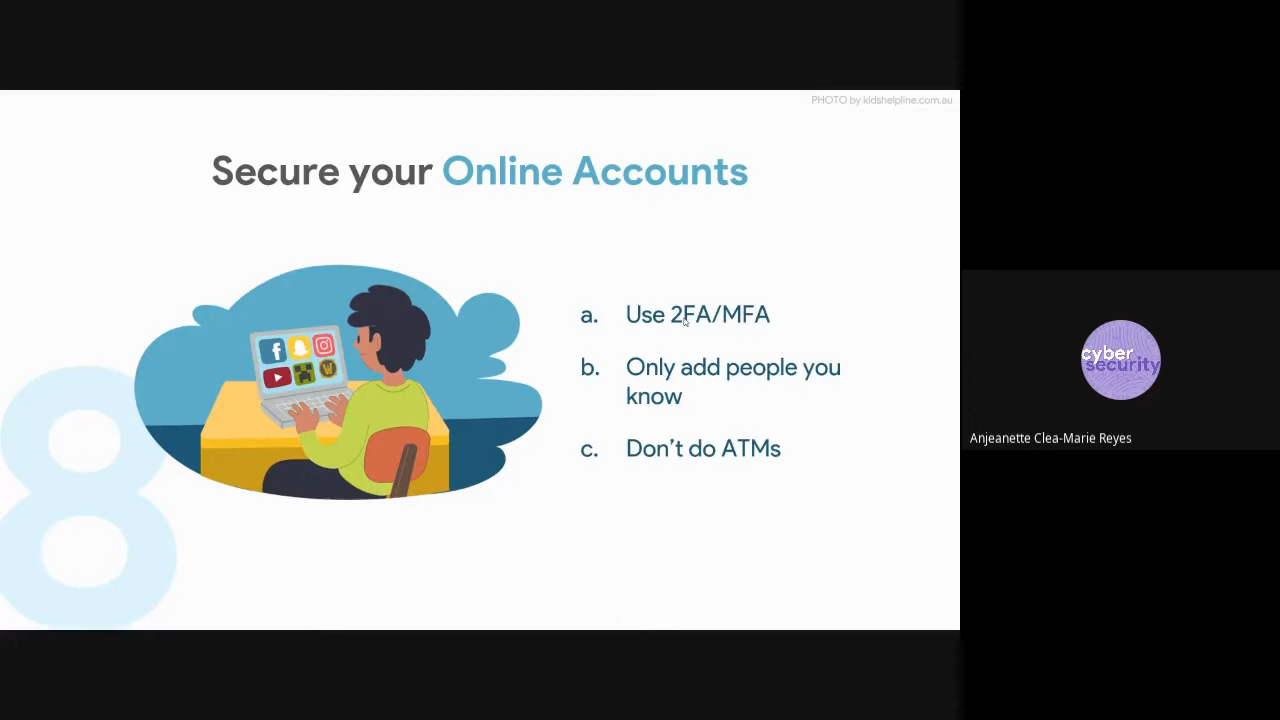 PHOTO by kidshelpline.com.au
Secure your Online Accounts
a. Use 2FA/MFA
b. Only add people you
know
c. Don't do ATMs
8
cyber
security
Anjeanette Clea-Marie Reyes